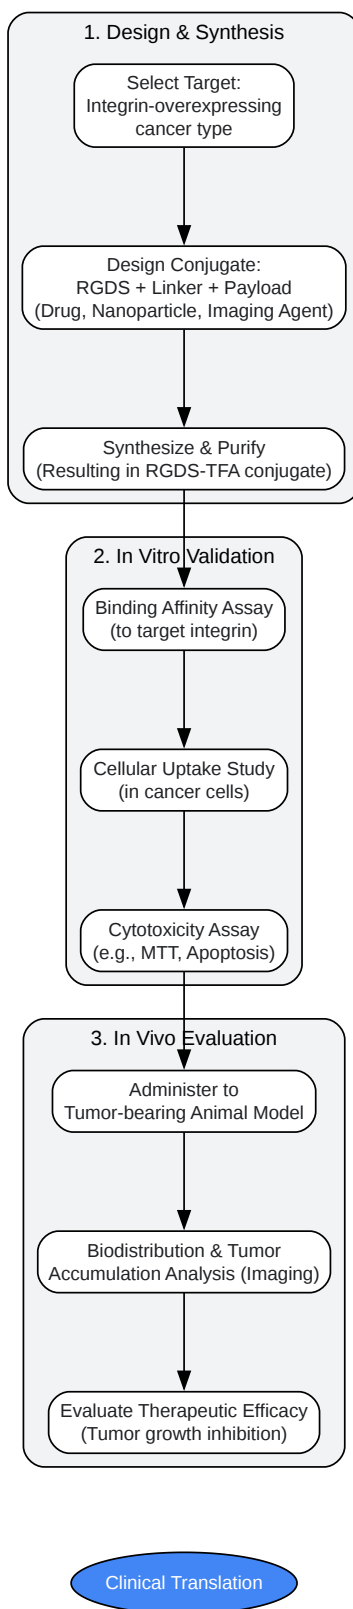 1. Design & Synthesis
Select Target:
Integrin-overexpressing
cancer type
Design Conjugate:
RGDS + Linker + Payload
(Drug, Nanoparticle, Imaging Agent)
Synthesize & Purify
(Resulting in RGDS-TFA conjugate)
2. In Vitro Validation
Binding Affinity Assay
(to target integrin)
Cellular Uptake Study
(in cancer cells)
Cytotoxicity Assay
(e.g., MTT, Apoptosis)
3. In Vivo Evaluation
Administer to
Tumor-bearing Animal Model
Biodistribution & Tumor
Accumulation Analysis (Imaging)
Evaluate Therapeutic Efficacy
(Tumor growth inhibition)
Clinical Translation